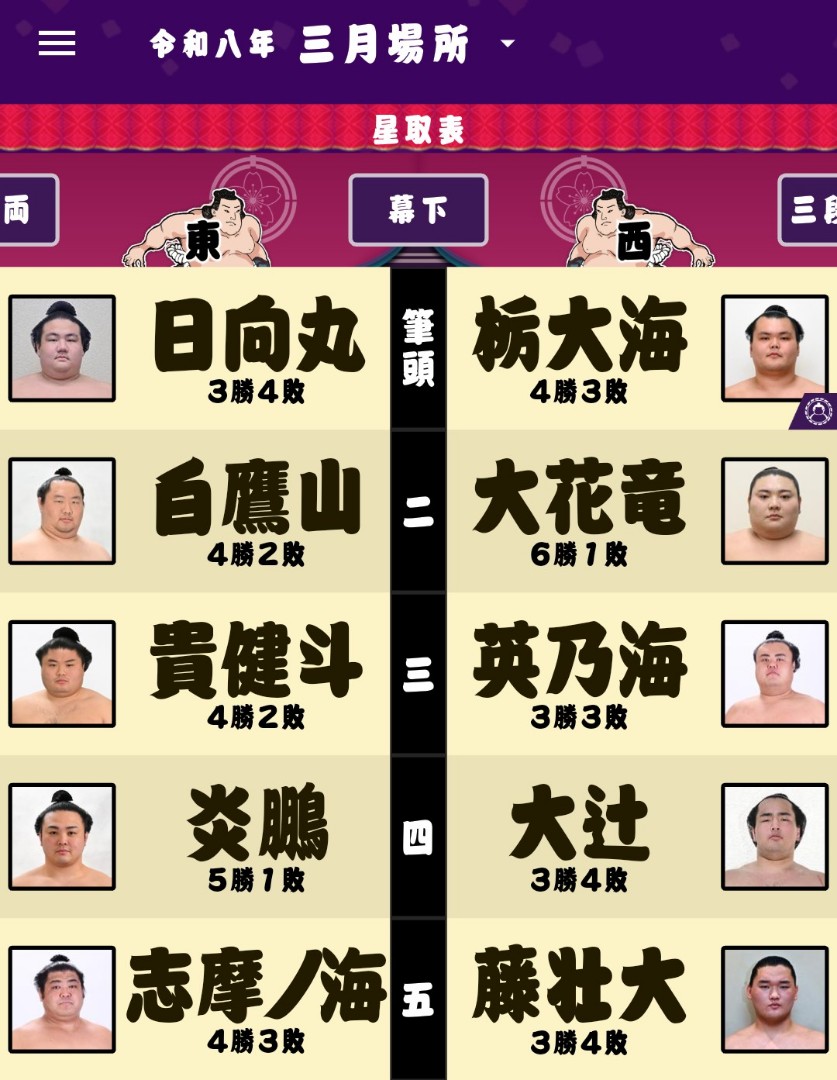 令和八年 三月場所
星取表
両 幕下 三段
東 西
日向丸 筆頭 栃大海
3勝4敗 4勝3敗
白鷹山 二 大花竜
4勝2敗 6勝1敗
貴健斗 三 英乃海
4勝2敗 3勝3敗
炎鵬 四 大辻
5勝1敗 3勝4敗
志摩ノ海 五 藤壮大
4勝3敗 3勝4敗